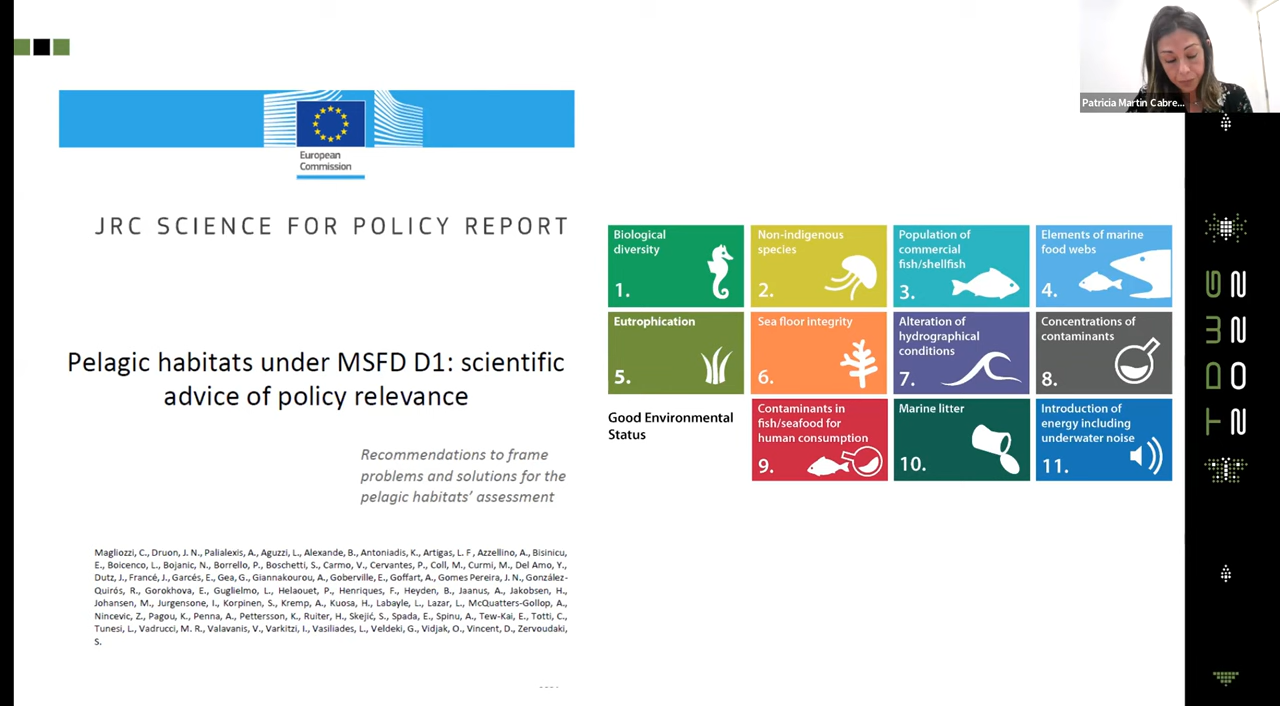 Patricia Martin Cabre...
European
Commission
JRC SCIENCE FOR POLICY REPORT
Pelagic habitats under MSFD D1: scientific
advice of policy relevance
Recommendations to frame
problems and solutions for the
pelagic habitats' assessment
Magliozzi, C., Druon, J. N., Palialexis, A., Aguzzi, L., Alexande, B., Antoniadis, K., Artigas, L. F , Azzellino, A., Bisinicu,
E., Boicenco, L., Bojanic, N., Borrello, P., Boschetti, S., Carmo, V., Cervantes, P., Coll, M., Curmi, M., Del Amo, Y.,
Dutz, J., Francé, J., Garcés, E., Gea, G., Giannakourou, A., Goberville, E., Goffart, A., Gomes Pereira, J. N., González-
Quirós, R., Gorokhova, E., Guglielmo, L., Helaouet, P., Henriques, F., Heyden, B., Jaanus, A., Jakobsen, H.,
Johansen, M., Jurgensone, I., Korpinen, S., Kremp, A., Kuosa, H., Labayle, L., Lazar, L., McQuatters-Gollop, A.,
Nincevic, Z., Pagou, K., Penna, A., Pettersson, K., Ruiter, H., Skejić, S., Spada, E., Spinu, A., Tew-Kai, E., Totti, C.,
Tunesi, L., Vadrucci, M. R., Valavanis, V., Varkitzi, I., Vasiliades, L., Veldeki, G., Vidjak, O., Vincent, D., Zervoudaki,
S.
Biological
diversity
1.
Non-indigenous
species
2.
Population of
commercial
fish/shellfish
3.
Elements of marine
food webs
4.
Eutrophication
5.
Sea floor integrity
6.
Alteration of
hydrographical
conditions
7.
Concentrations of
contaminants
8.
Good Environmental
Status
Contaminants in
fish/seafood for
human consumption
9.
Marine litter
10.
Introduction of
energy including
underwater noise
11.